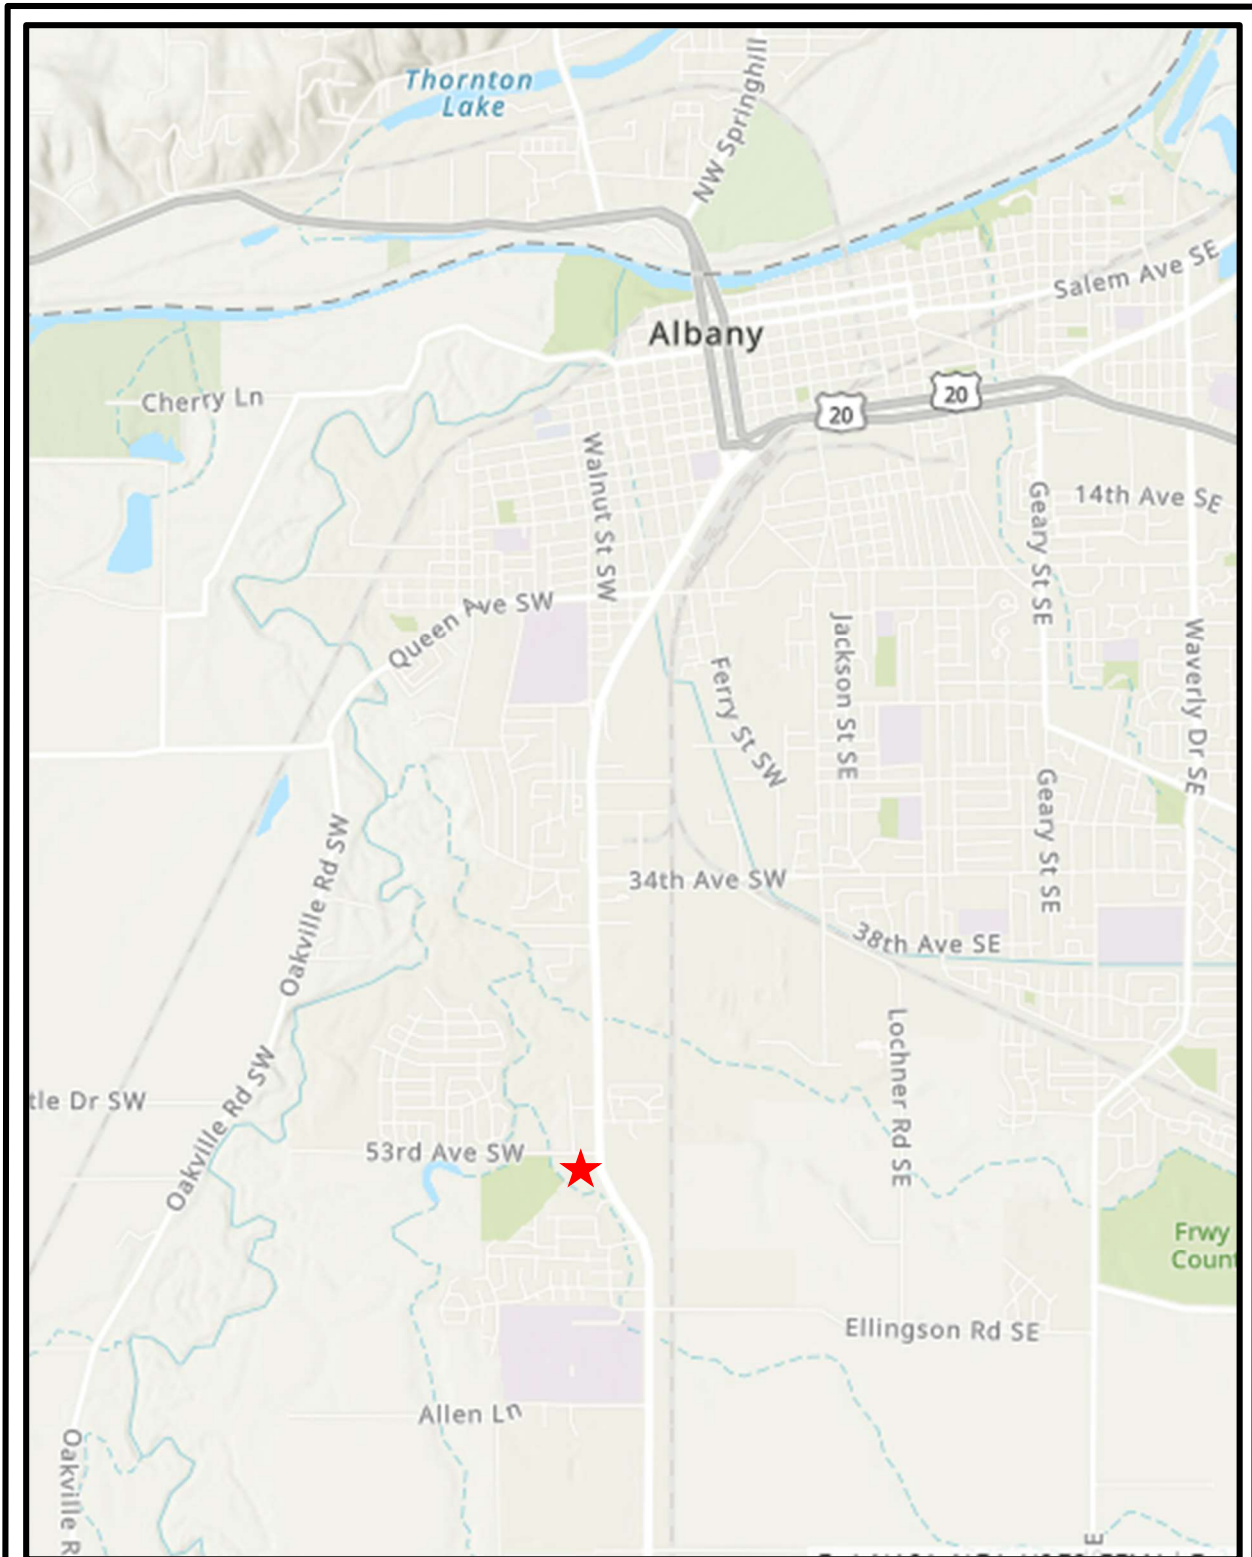 Thornton
Lake
NW Springhill
Salem Ave SE
Albany
Cherry Ln
20
20
Walnut St SW
Geary St SE
14th Ave SE
Queen Ave SW
Jackson St SE
Waverly Dr SE
Ferry St SW
Geary St SE
Oakville Rd SW
34th Ave SW
38th Ave SE
Lochner Rd SE
Oakville Rd SW
tle Dr SW
53rd Ave SW
Frwy
Count
Ellingson Rd SE
Allen Ln
Oakville R
E